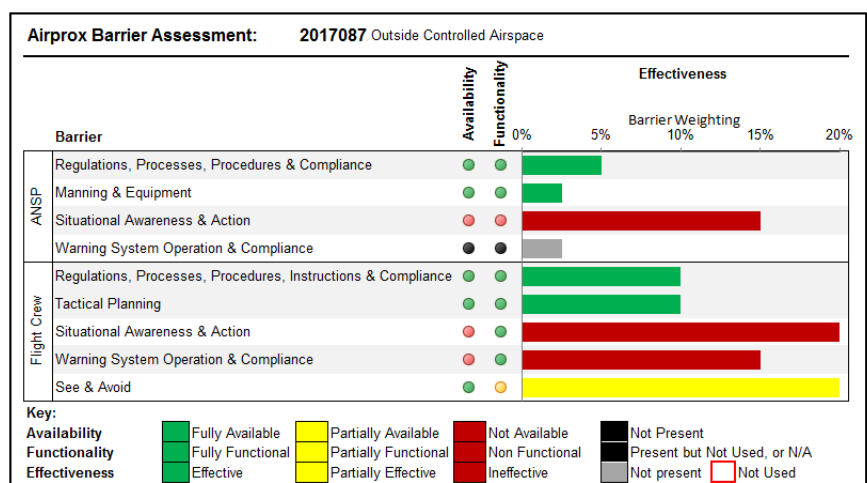 Airprox Barrier Assessment: 2017087 Outside Controlled Airspace
Availability
Functionality
Effectiveness
Barrier Weighting
Barrier
0% 5% 10% 15% 20%
ANSP
Regulations, Processes, Procedures & Compliance
Manning & Equipment
Situational Awareness & Action
Warning System Operation & Compliance
Flight Crew
Regulations, Processes, Procedures, Instructions & Compliance
Tactical Planning
Situational Awareness & Action
Warning System Operation & Compliance
See & Avoid
Key:
Availability Fully Available Partially Available Not Available Not Present
Functionality Fully Functional Partially Functional Non Functional Present but Not Used, or N/A
Effectiveness Effective Partially Effective Ineffective Not present Not Used